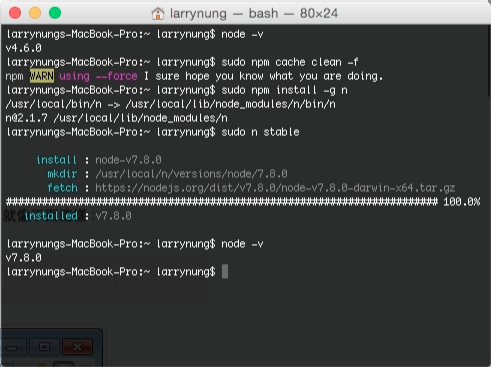 larrynung — bash — 80×24
larrynungs-MacBook-Pro:~ larrynung$ node -v
v4.6.0
larrynungs-MacBook-Pro:~ larrynung$ sudo npm cache clean -f
npm WARN using --force I sure hope you know what you are doing.
larrynungs-MacBook-Pro:~ larrynung$ sudo npm install -g n
/usr/local/bin/n -> /usr/local/lib/node_modules/n/bin/n
n@2.1.7 /usr/local/lib/node_modules/n
larrynungs-MacBook-Pro:~ larrynung$ sudo n stable
install : node-v7.8.0
mkdir : /usr/local/n/versions/node/7.8.0
fetch : https://nodejs.org/dist/v7.8.0/node-v7.8.0-darwin-x64.tar.gz
######################################################################## 100.0%
installed : v7.8.0
larrynungs-MacBook-Pro:~ larrynung$ node -v
v7.8.0
larrynungs-MacBook-Pro:~ larrynung$